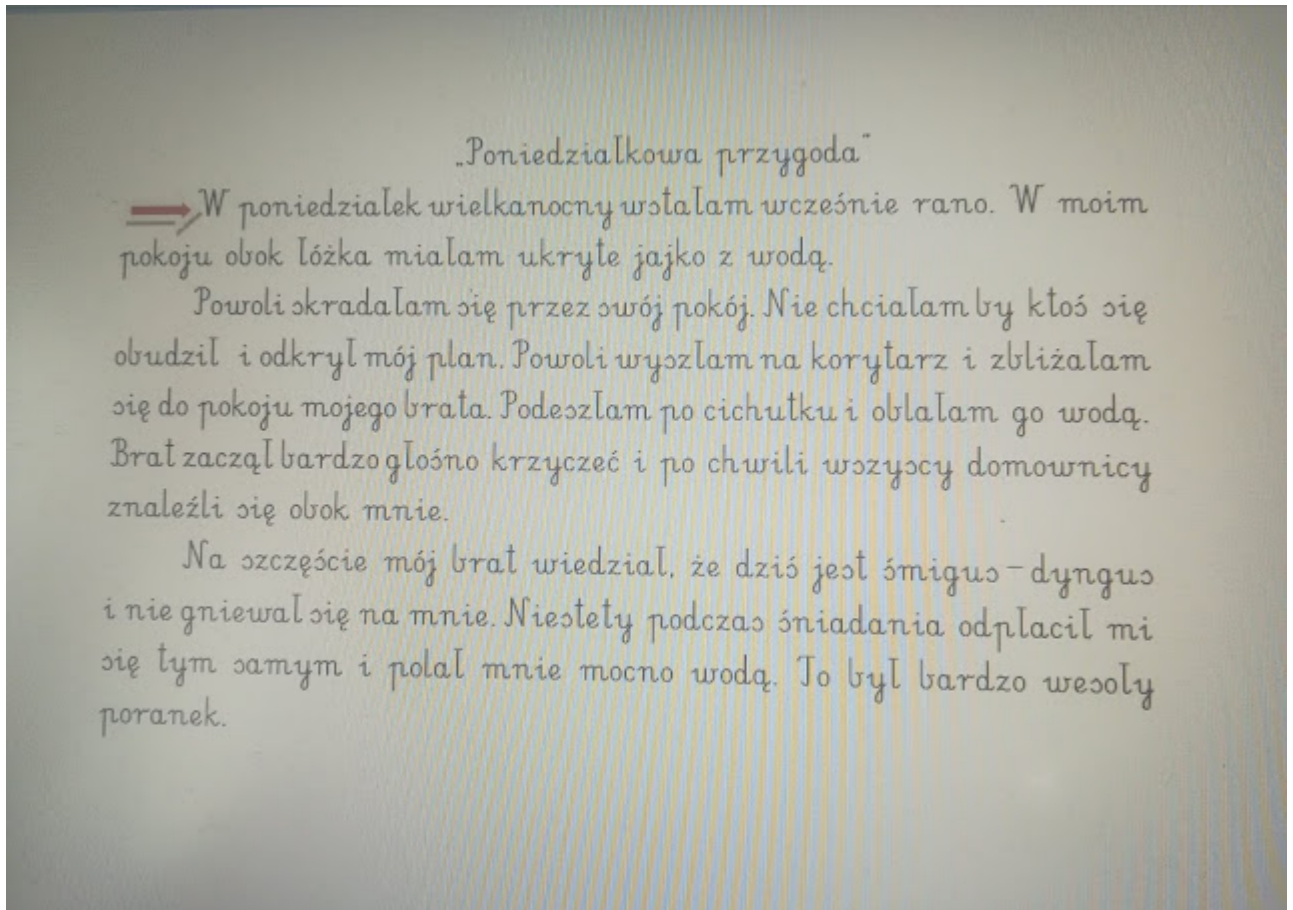 „Poniedziałkowa przygoda”
W poniedziałek wielkanocny wstałam wcześnie rano. W moim
pokoju obok łóżka miałam ukryte jajko z wodą.
Powoli skradałam się przez swój pokój. Nie chciałam by ktoś się
obudził i odkrył mój plan. Powoli wyszłam na korytarz i zbliżałam
się do pokoju mojego brata. Podeszłam po cichutku i oblałam go wodą.
Brat zaczął bardzo głośno krzyczeć i po chwili wszyscy domownicy
znaleźli się obok mnie.
Na szczęście mój brat wiedział, że dziś jest śmigus-dyngus
i nie gniewał się na mnie. Niestety podczas śniadania odpłacił mi
się tym samym i polał mnie mocno wodą. To był bardzo wesoły
poranek.